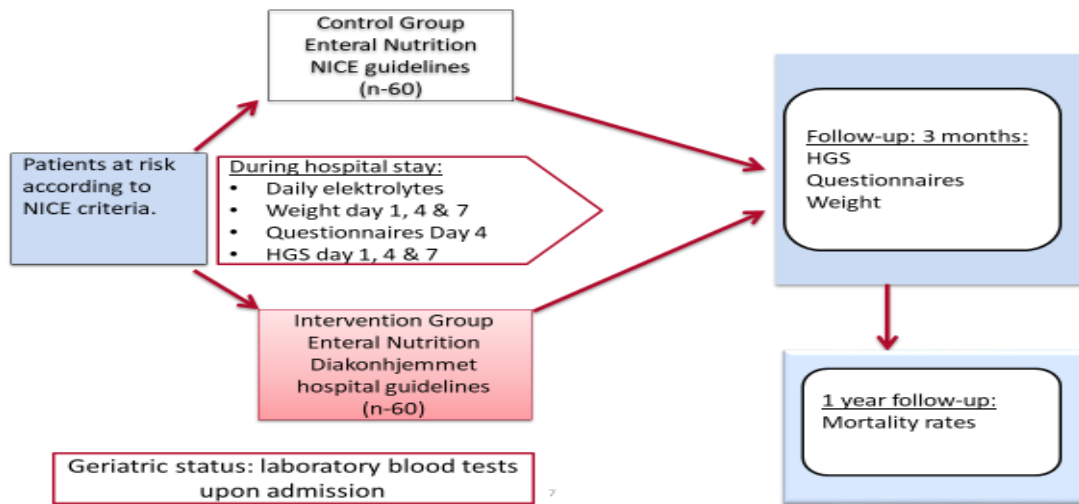 Control Group
Enteral Nutrition
NICE guidelines
(n-60)
Patients at risk
according to
NICE criteria.
During hospital stay:
• Daily elektrolytes
• Weight day 1, 4 & 7
• Questionnaires Day 4
• HGS day 1, 4 & 7
Intervention Group
Enteral Nutrition
Diakonhjemmet
hospital guidelines
(n-60)
Follow-up: 3 months:
HGS
Questionnaires
Weight
1 year follow-up:
Mortality rates
Geriatric status: laboratory blood tests
upon admission
7